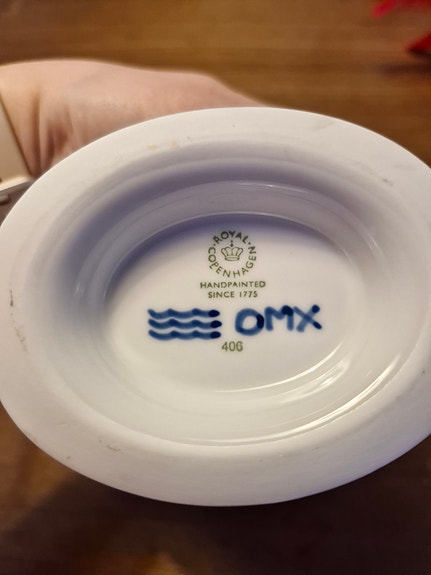 ROYAL COPENHAGEN
HANDPAINTED
SINCE 1775
OMX
406